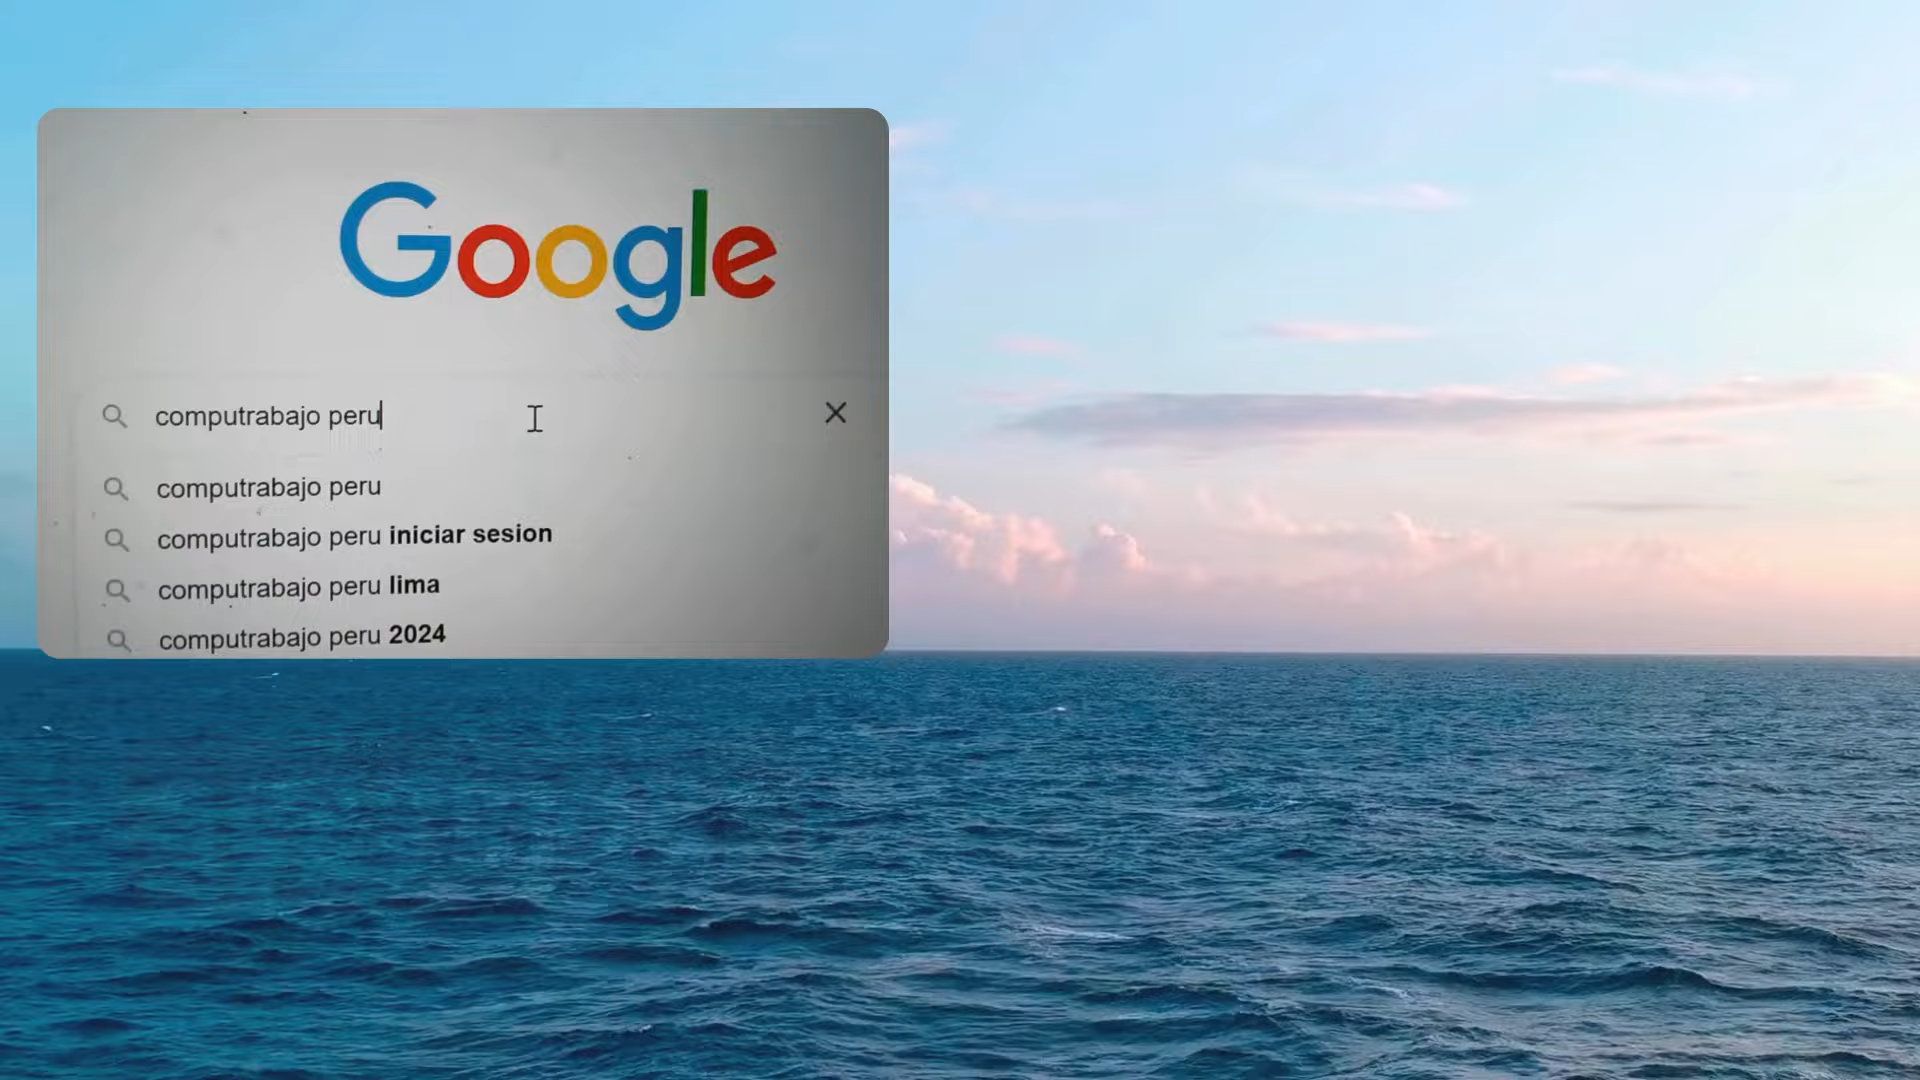 Google
computrabajo peru
computrabajo peru
computrabajo peru iniciar sesion
computrabajo peru lima
computrabajo peru 2024